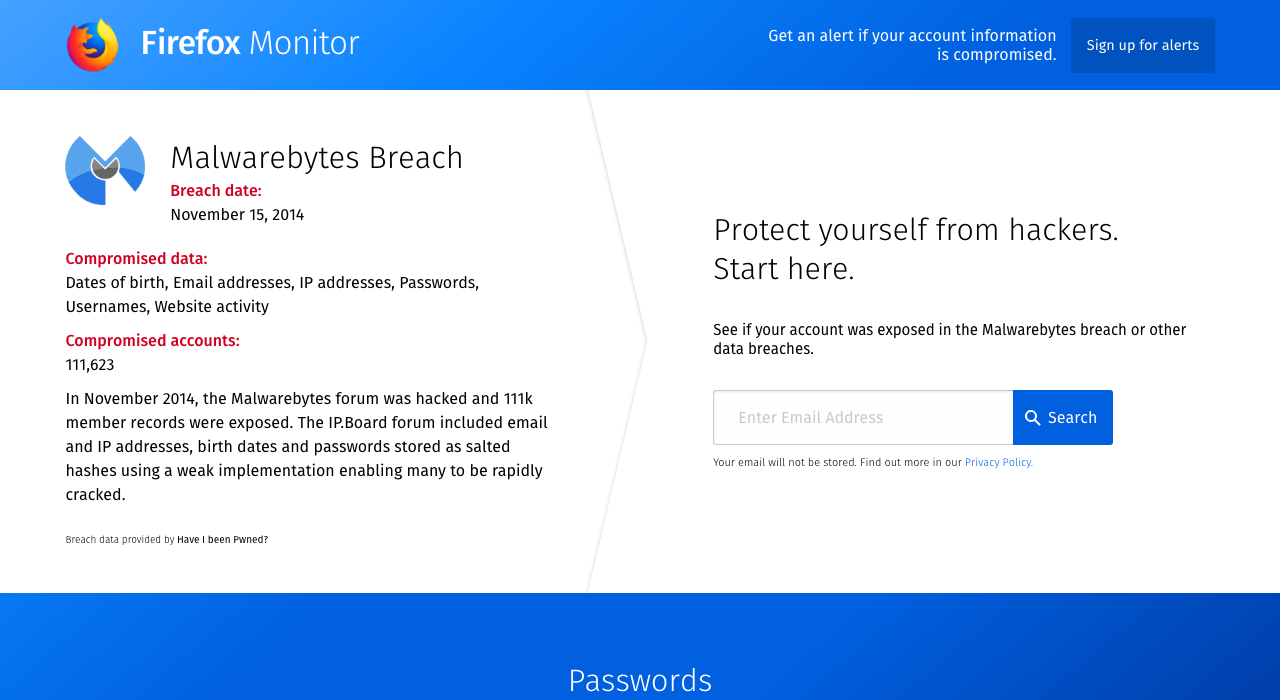 Firefox Monitor
Get an alert if your account information
is compromised.
Sign up for alerts
Malwarebytes Breach
Breach date:
November 15, 2014
Compromised data:
Dates of birth, Email addresses, IP addresses, Passwords,
Usernames, Website activity
Compromised accounts:
111,623
In November 2014, the Malwarebytes forum was hacked and 111k
member records were exposed. The IP.Board forum included email
and IP addresses, birth dates and passwords stored as salted
hashes using a weak implementation enabling many to be rapidly
cracked.
Breach data provided by Have I been Pwned?
Protect yourself from hackers.
Start here.
See if your account was exposed in the Malwarebytes breach or other
data breaches.
Enter Email Address
Search
Your email will not be stored. Find out more in our Privacy Policy.
Passwords